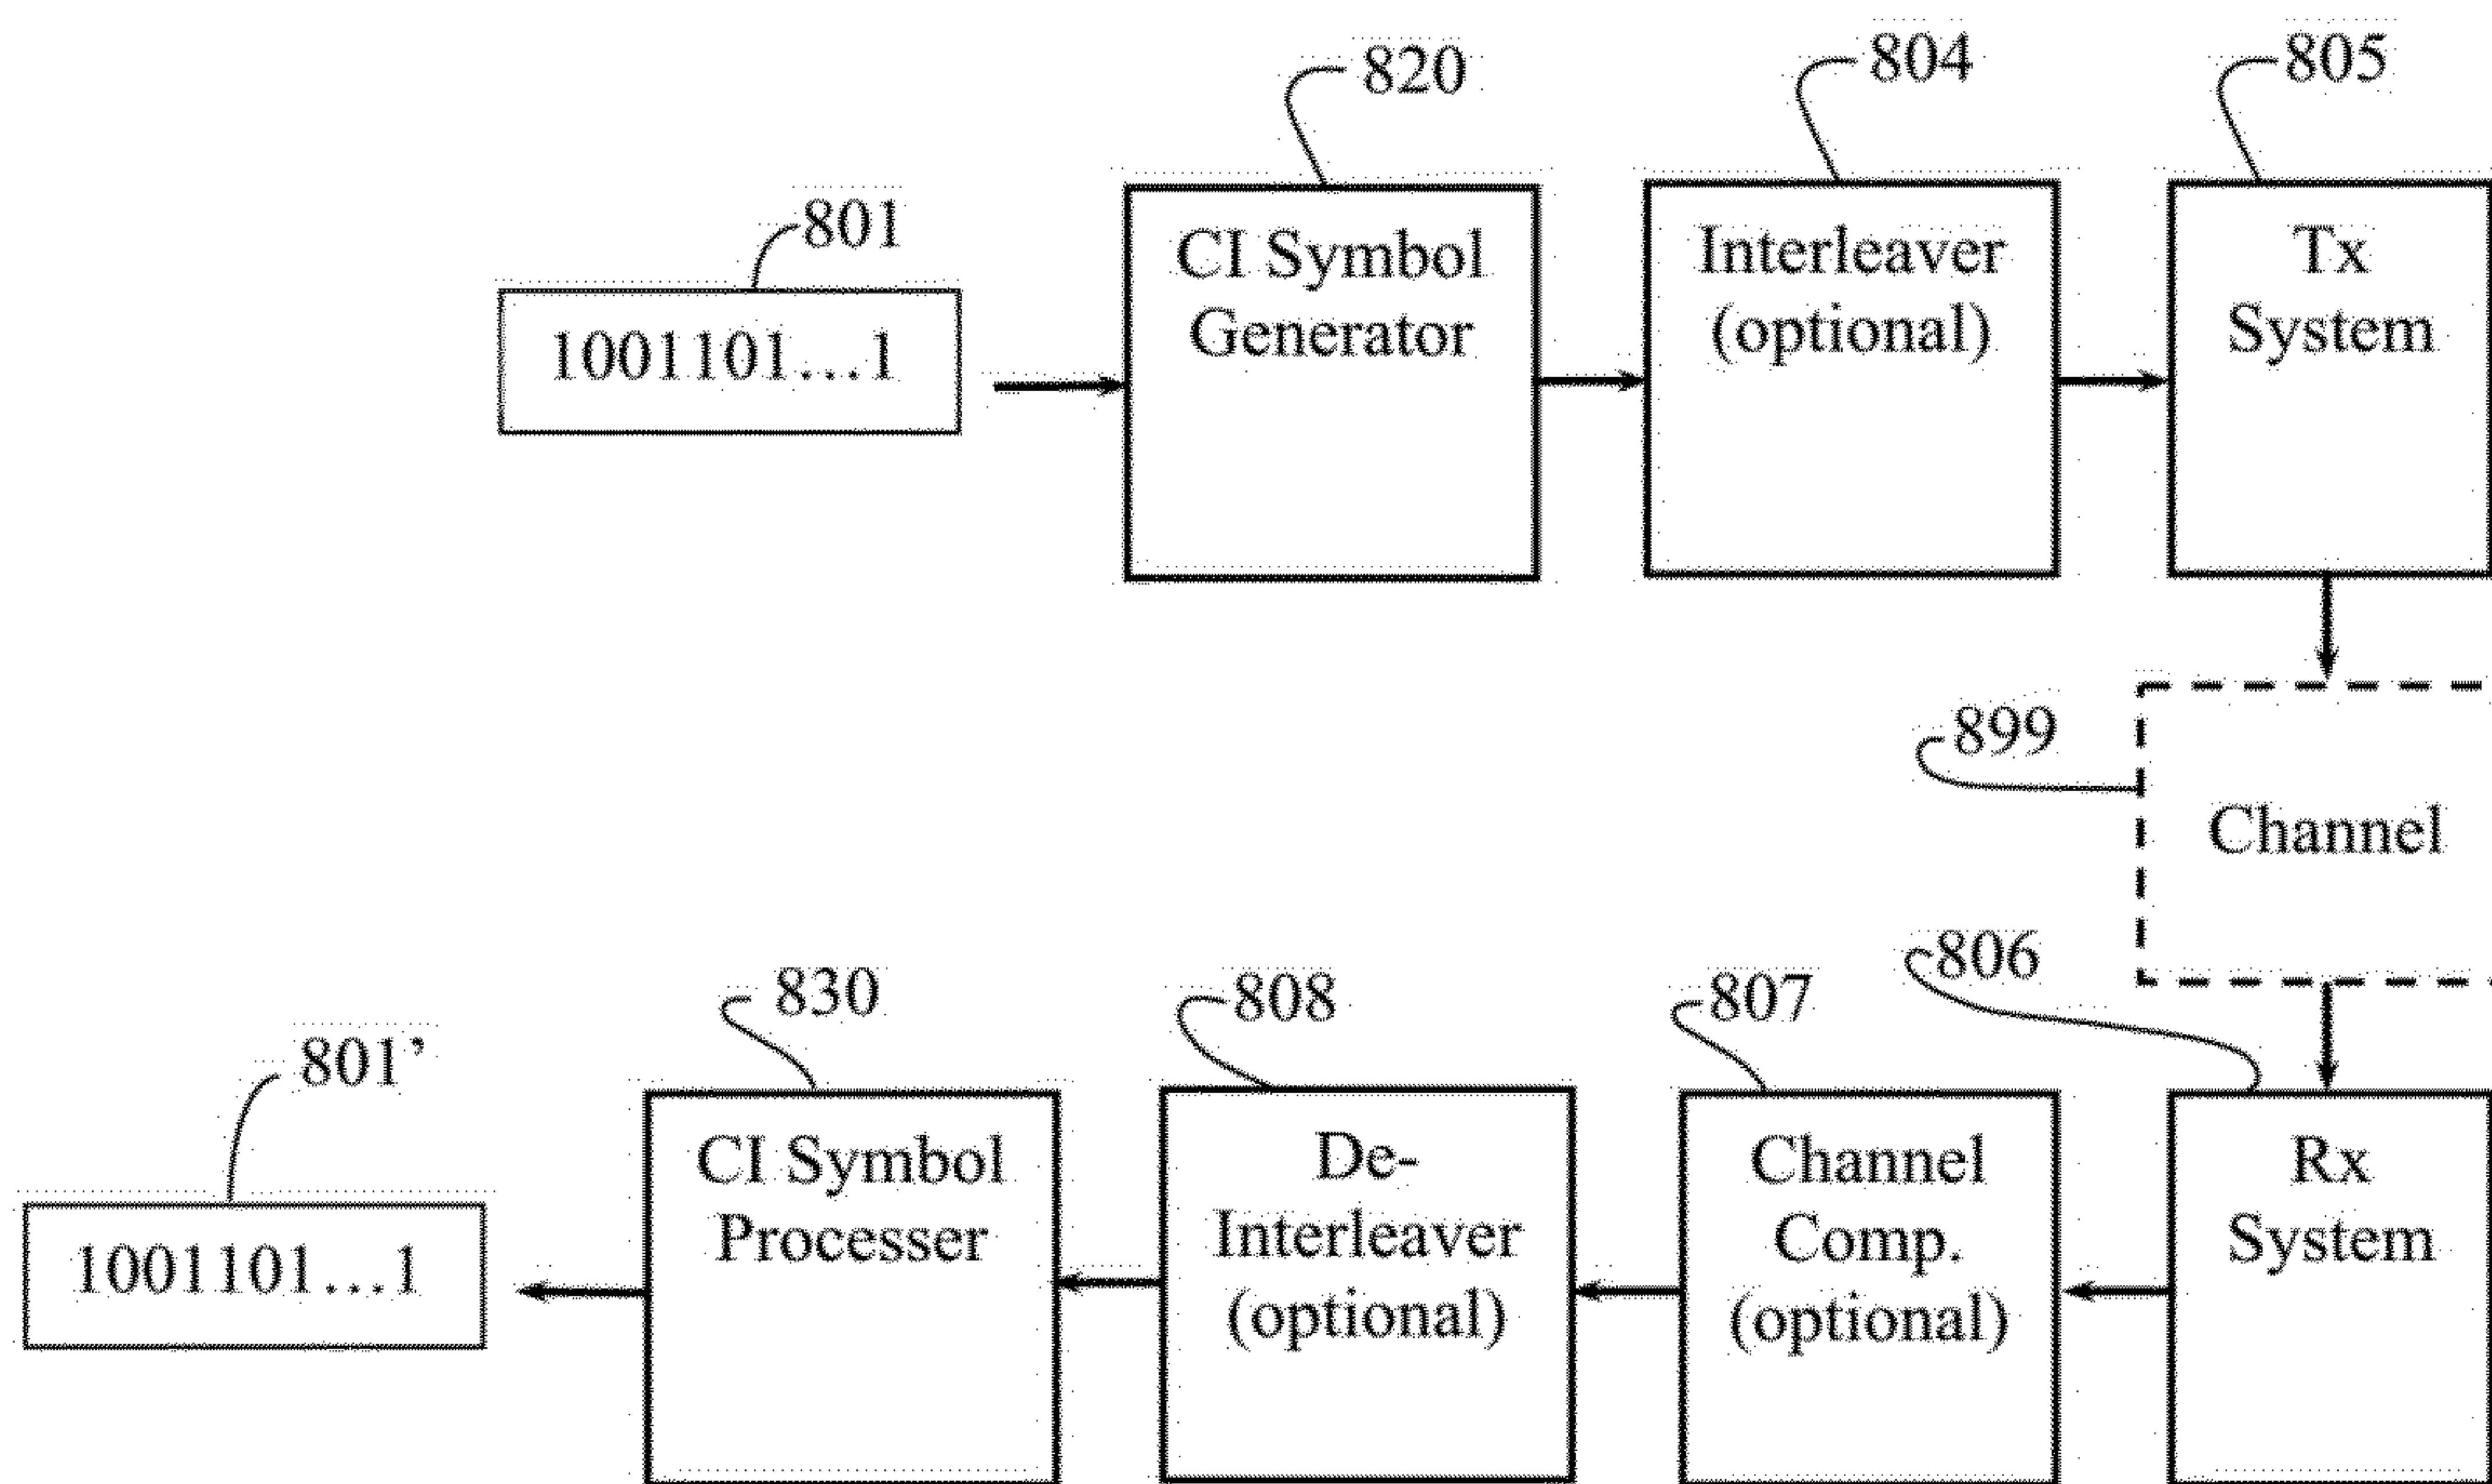 820
804
805
801
CI Symbol
Generator
Interleaver
(optional)
Tx
System
1001101...1
899
Channel
806
830
808
807
801’
CI Symbol
Processer
De-
Interleaver
(optional)
Channel
Comp.
(optional)
Rx
System
1001101...1